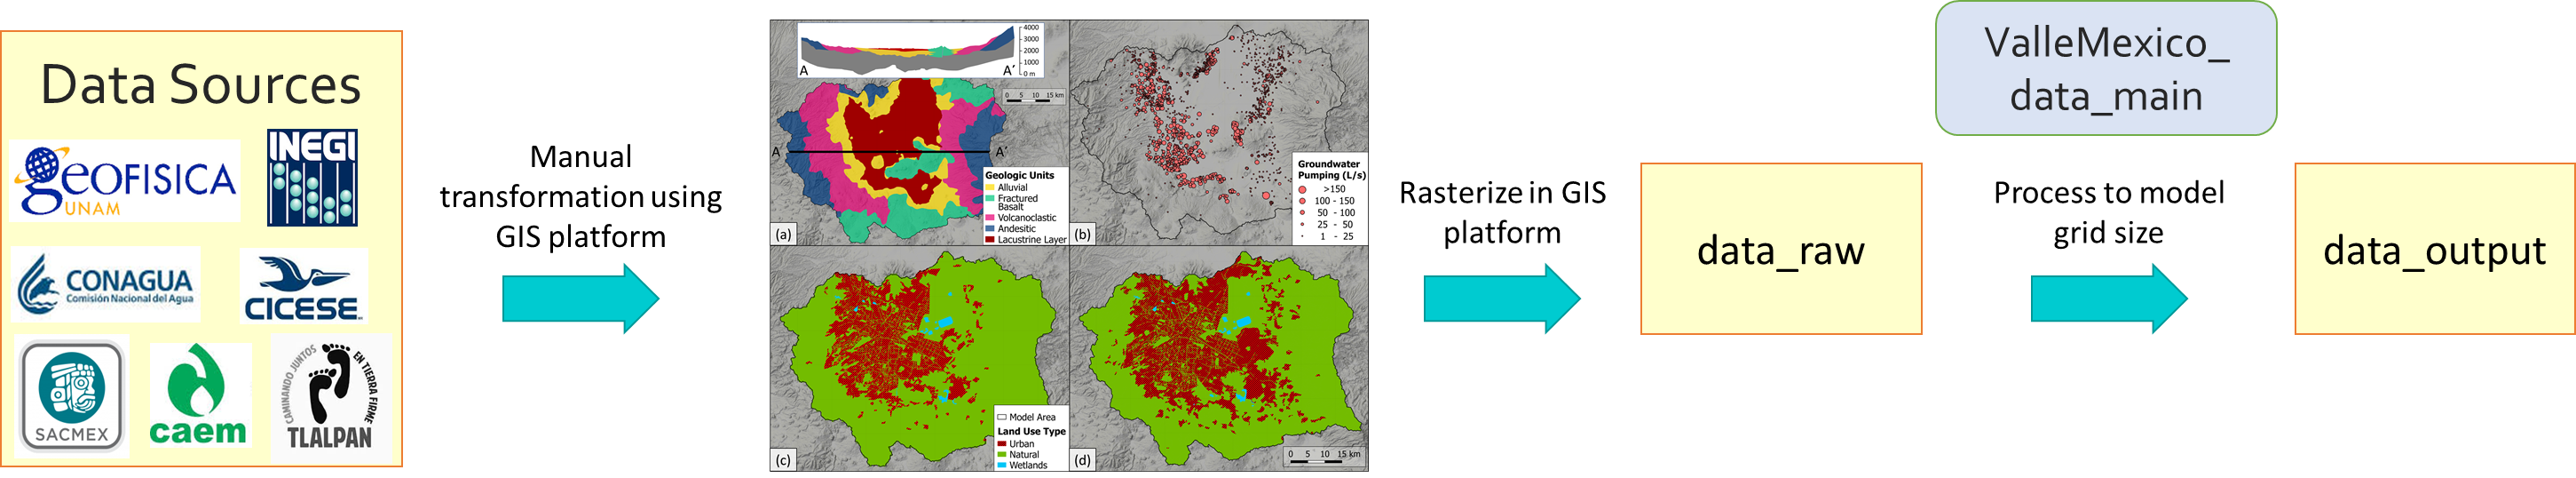 Data Sources
geOFISICA
UNAM
INEGI
CONAGUA
Comisión Nacional del Agua
CICESE
SACMEX
caem
CAMINANDO JUNTOS
EN TIERRA FIRME
TLALPAN
Manual
transformation using
GIS platform
4000
3000
2000
1000
0 m
A
A´
0 5 10 15 km
A
A´
Geologic Units
Alluvial
Fractured
Basalt
Volcanoclastic
Andesitic
Lacustrine Layer
(a)
Groundwater
Pumping (L/s)
>150
100 - 150
50 - 100
25 - 50
1 - 25
(b)
Model Area
Land Use Type
Urban
Natural
Wetlands
(c)
0 5 10 15 km
(d)
Rasterize in GIS
platform
data_raw
ValleMexico_
data_main
Process to model
grid size
data_output